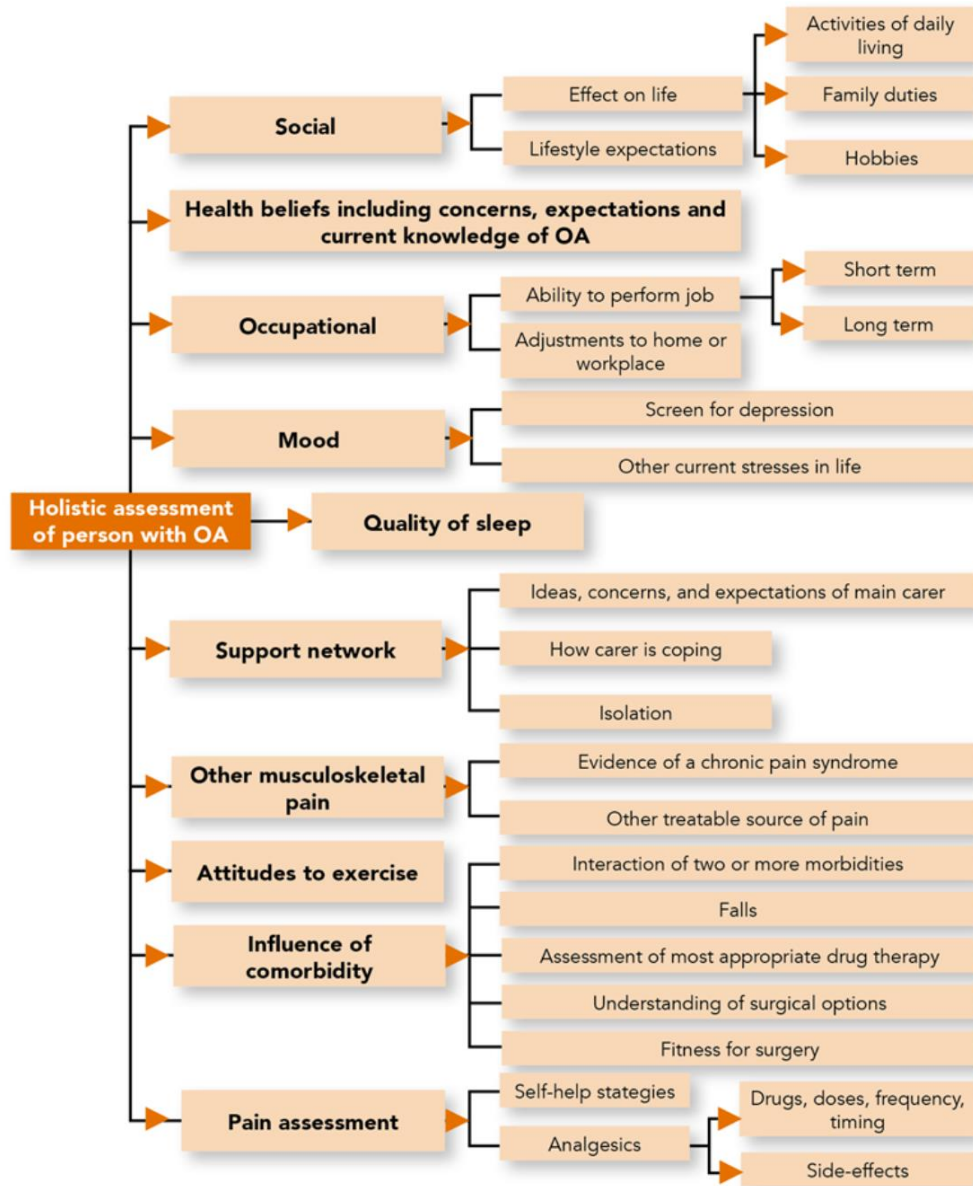 Activities of daily
living
Effect on life
Family duties
Social
Lifestyle expectations
Hobbies
Health beliefs including concerns, expectations and
current knowledge of OA
Short term
Ability to perform job
Occupational
Long term
Adjustments to home or
workplace
Screen for depression
Mood
Other current stresses in life
Holistic assessment
of person with OA
Quality of sleep
Ideas, concerns, and expectations of main carer
Support network
How carer is coping
Isolation
Evidence of a chronic pain syndrome
Other musculoskeletal
pain
Other treatable source of pain
Attitudes to exercise
Interaction of two or more morbidities
Falls
Influence of
comorbidity
Assessment of most appropriate drug therapy
Understanding of surgical options
Fitness for surgery
Self-help stategies
Drugs, doses, frequency,
timing
Pain assessment
Analgesics
Side-effects